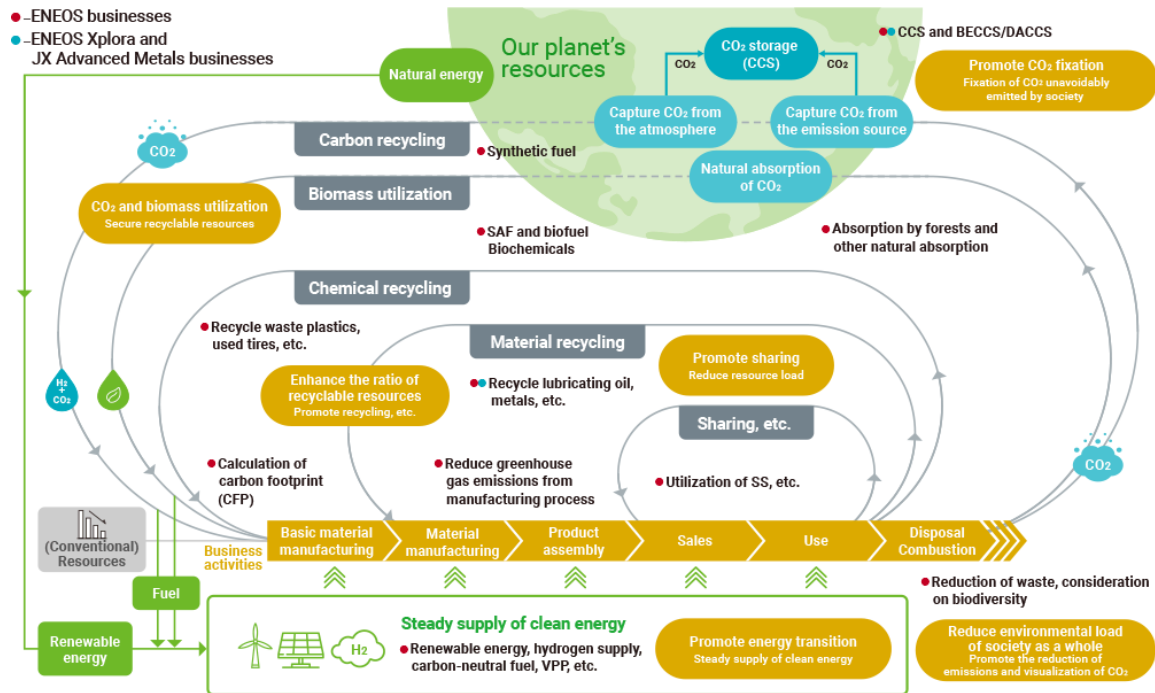 –ENEOS businesses
–ENEOS Xplora and
JX Advanced Metals businesses
Natural energy
Our planet's
resources
CO₂ storage
(CCS)
CO₂
CO₂
CCS and BECCS/DACCS
Promote CO₂ fixation
Fixation of CO₂ unavoidably
emitted by society
Capture CO₂ from
the atmosphere
Capture CO₂ from
the emission source
CO₂
Carbon recycling
Synthetic fuel
Natural absorption
of CO₂
Biomass utilization
CO₂ and biomass utilization
Secure recyclable resources
SAF and biofuel
Biochemicals
Absorption by forests and
other natural absorption
Chemical recycling
Recycle waste plastics,
used tires, etc.
Material recycling
Promote sharing
Reduce resource load
Enhance the ratio of
recyclable resources
Promote recycling, etc.
Recycle lubricating oil,
metals, etc.
H₂
+
CO₂
Sharing, etc.
Calculation of
carbon footprint
(CFP)
Reduce greenhouse
gas emissions from
manufacturing process
Utilization of SS, etc.
CO₂
(Conventional)
Resources
Business
activities
Basic material
manufacturing
Material
manufacturing
Product
assembly
Sales
Use
Disposal
Combustion
Fuel
Reduction of waste, consideration
on biodiversity
Renewable
energy
H₂
Steady supply of clean energy
Renewable energy, hydrogen supply,
carbon-neutral fuel, VPP, etc.
Promote energy transition
Steady supply of clean energy
Reduce environmental load
of society as a whole
Promote the reduction of
emissions and visualization of CO₂